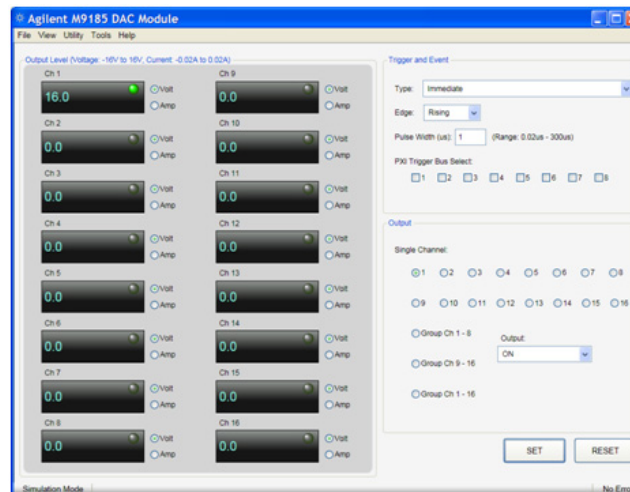 Agilent M9185 DAC Module
File View Utility Tools Help
Output Level (Voltage: -16V to 16V, Current: -0.02A to 0.02A)
Ch 1
16.0
Volt
Amp
Ch 9
0.0
Volt
Amp
Ch 2
0.0
Volt
Amp
Ch 10
0.0
Volt
Amp
Ch 3
0.0
Volt
Amp
Ch 11
0.0
Volt
Amp
Ch 4
0.0
Volt
Amp
Ch 12
0.0
Volt
Amp
Ch 5
0.0
Volt
Amp
Ch 13
0.0
Volt
Amp
Ch 6
0.0
Volt
Amp
Ch 14
0.0
Volt
Amp
Ch 7
0.0
Volt
Amp
Ch 15
0.0
Volt
Amp
Ch 8
0.0
Volt
Amp
Ch 16
0.0
Volt
Amp
Trigger and Event
Type: Immediate
Edge: Rising
Pulse Width (us): 1 (Range: 0.02us - 300us)
PXI Trigger Bus Select:
1 2 3 4 5 6 7 8
Output
Single Channel:
1 2 3 4 5 6 7 8
9 10 11 12 13 14 15 16
Group Ch 1 - 8
Output:
ON
Group Ch 9 - 16
Group Ch 1 - 16
SET RESET
Simulation Mode
No Erro